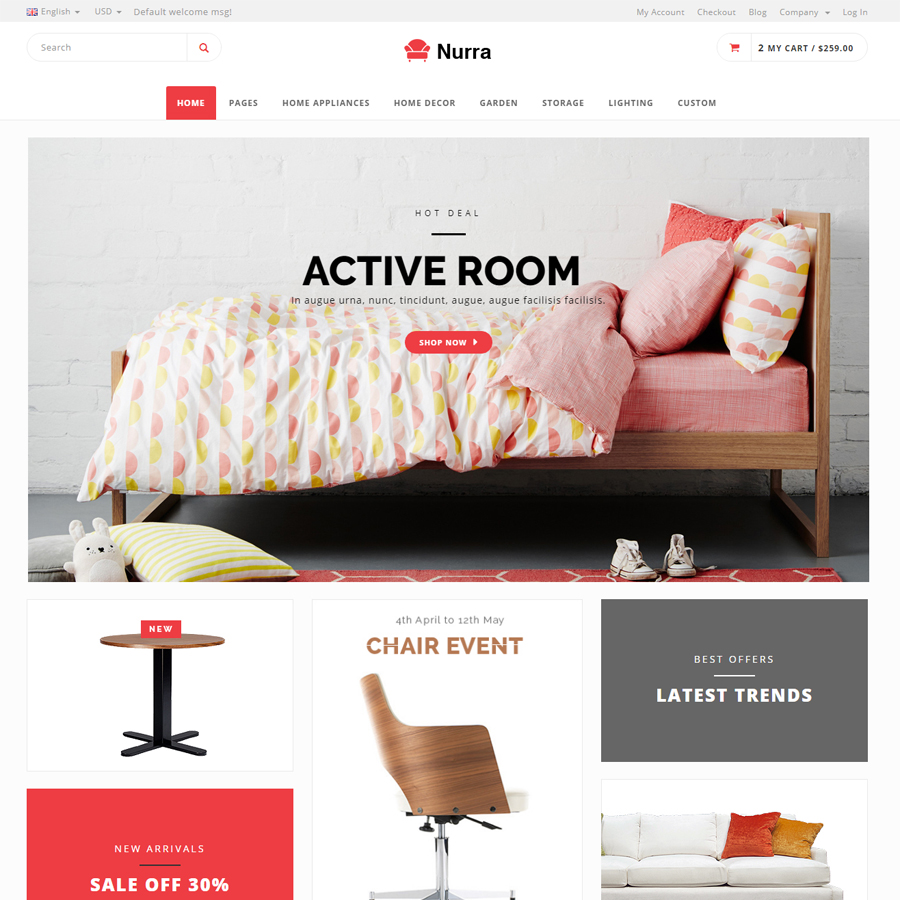 English USD Default welcome msg!
My Account Checkout Blog Company Log In
Search
Nurra
2 MY CART / $259.00
HOME PAGES HOME APPLIANCES HOME DECOR GARDEN STORAGE LIGHTING CUSTOM
HOT DEAL
ACTIVE ROOM
In augue urna, nunc, tincidunt, augue, augue facilisis facilisis.
SHOP NOW
NEW
4th April to 12th May
CHAIR EVENT
BEST OFFERS
LATEST TRENDS
NEW ARRIVALS
SALE OFF 30%